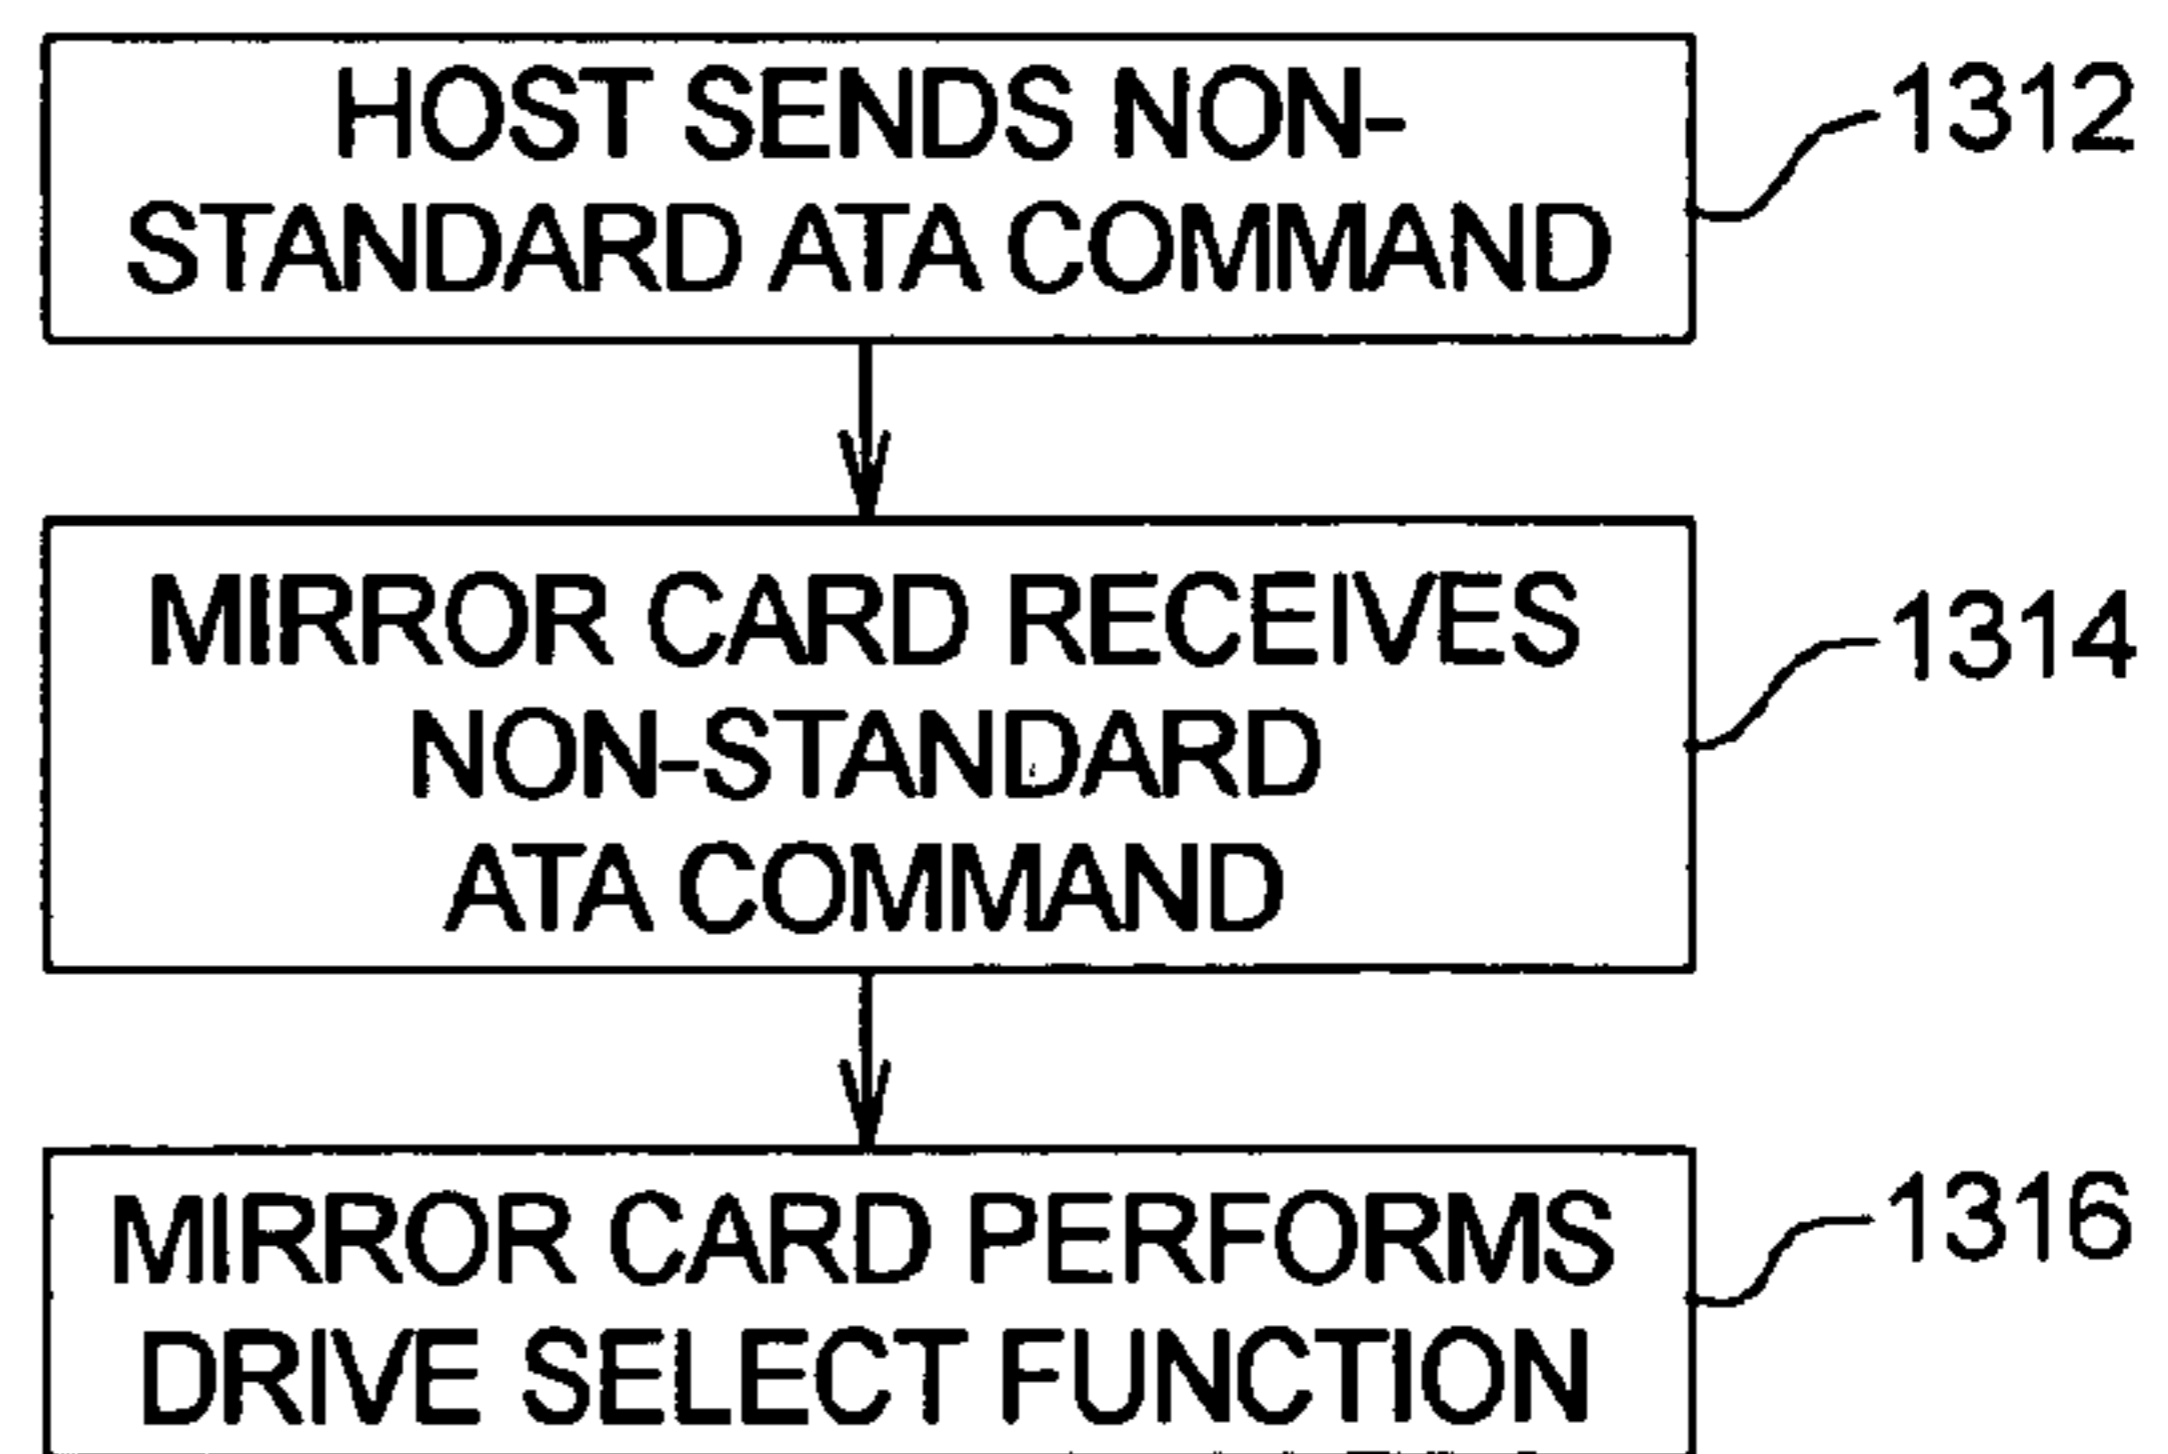 HOST SENDS NON-
STANDARD ATA COMMAND
1312
MIRROR CARD RECEIVES
NON-STANDARD
ATA COMMAND
1314
MIRROR CARD PERFORMS
DRIVE SELECT FUNCTION
1316